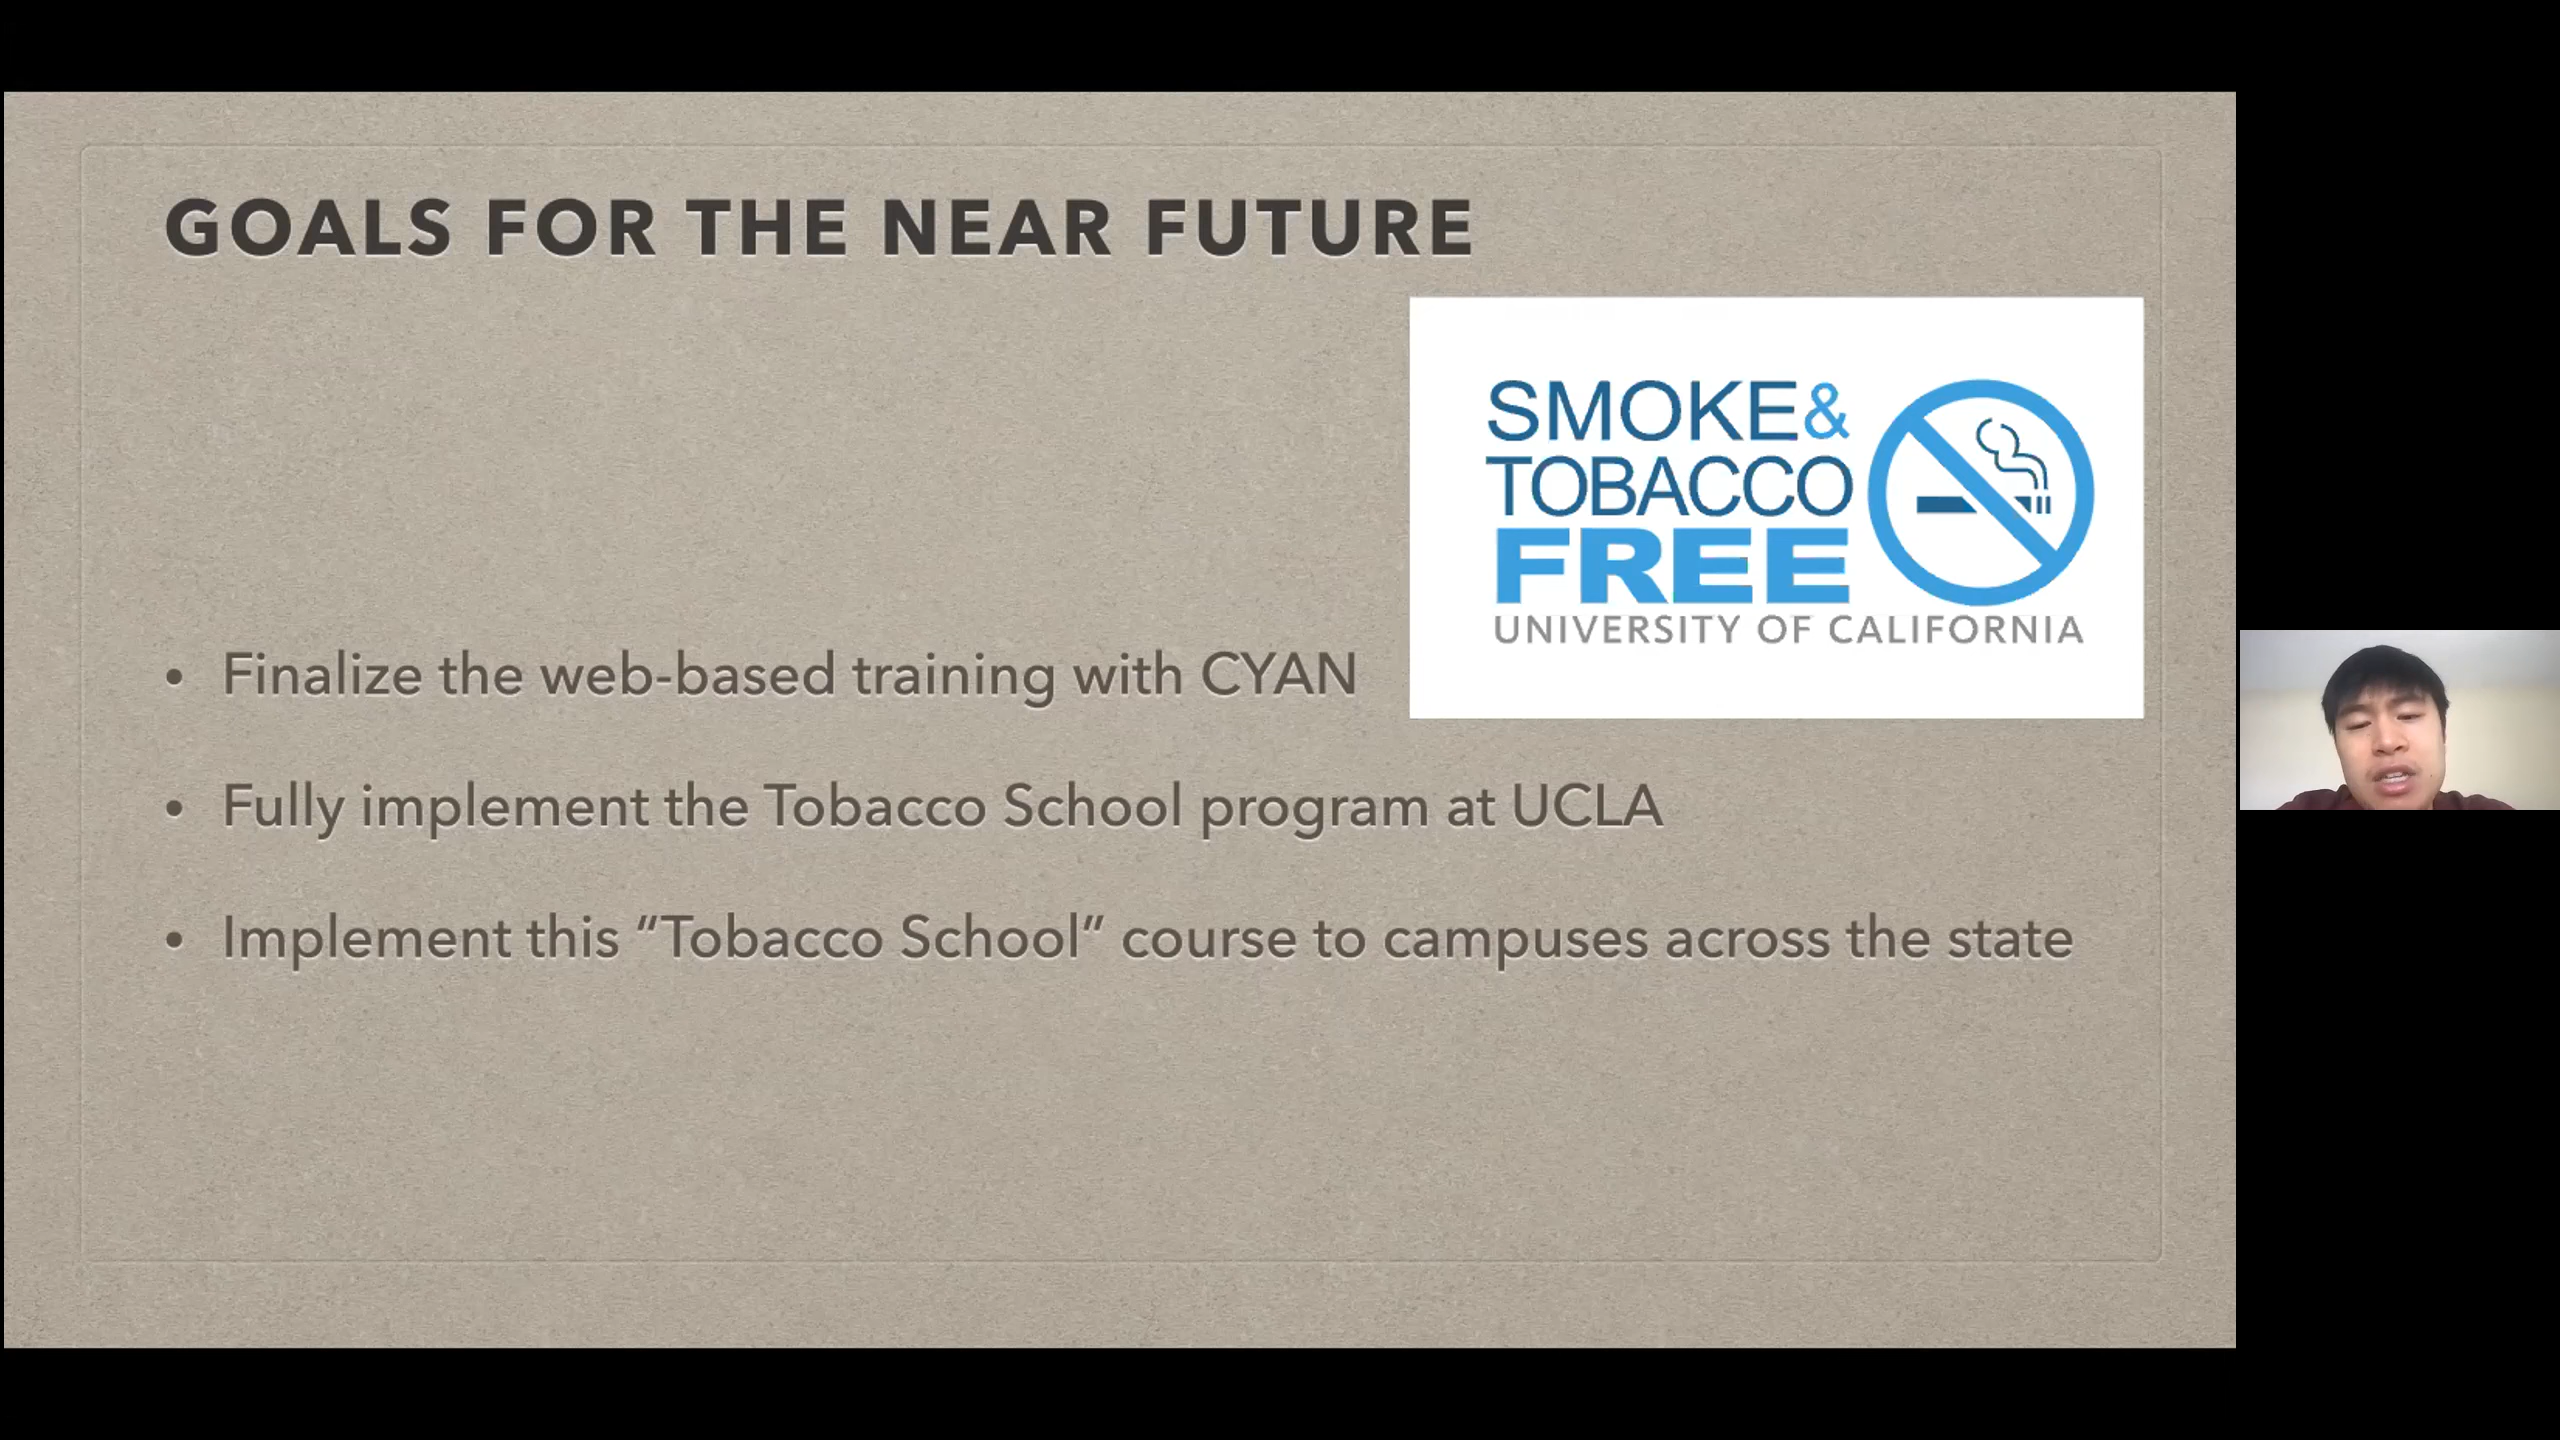 GOALS FOR THE NEAR FUTURE
SMOKE&
TOBACCO
FREE
UNIVERSITY OF CALIFORNIA
• Finalize the web-based training with CYAN
• Fully implement the Tobacco School program at UCLA
• Implement this “Tobacco School” course to campuses across the state